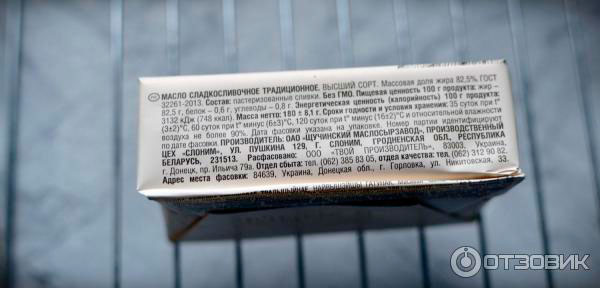 МАСЛО СЛАДКОСЛИВОЧНОЕ ТРАДИЦИОННОЕ. ВЫСШИЙ СОРТ. Массовая доля жира 82,5% ГОСТ
32261-2013. Состав: пастеризованные сливки. Без ГМО. Пищевая ценность 100 г продукта: жир -
82,5 г, белок – 0,6 г, углеводы – 0,8 г. Энергетическая ценность (калорийность) 100 г продукта:
3132 кДж (748 ккал). Масса нетто: 180 ± 8,1 г. Сроки годности и условия хранения: 35 суток при t°
(3±2)°С, 60 суток при t° минус (6±3)°С, 120 суток при t° минус (16±2)°С и относительной влажности
воздуха не более 90%. Дата фасовки указана на упаковке. Номер партии идентифицируют по дате
фасовки. Производитель: ОАО «ЩУЧИНСКИЙ МАСЛОСЫРЗАВОД», ПРОИЗВОДСТВЕННЫЙ
ЦЕХ «СЛОНИМ», УЛ. ПУШКИНА 129, Г. СЛОНИМ, ГРОДНЕНСКАЯ ОБЛ. РЕСПУБЛИКА
БЕЛАРУСЬ, 231513. Расфасовано: ООО «ТВОЙ ПРОИЗВОДИТЕЛЬ», 83003, Украина,
г. Донецк, пр. Ильича 79а. Отдел сбыта: тел. (062) 385 83 05, отдел качества: тел. (062) 312 90 82.
Адрес места фасовки: 84639, Украина, Донецкая обл., г. Горловка, ул. Никитовская, 33.
ОТЗОВИК